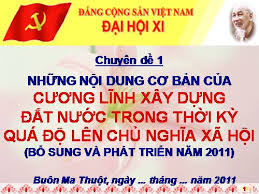 ĐẢNG CỘNG SẢN VIỆT NAM
ĐẠI HỘI XI
Chuyên đề 1
NHỮNG NỘI DUNG CƠ BẢN CỦA
CƯƠNG LĨNH XÂY DỰNG
ĐẤT NƯỚC TRONG THỜI KỲ
QUÁ ĐỘ LÊN CHỦ NGHĨA XÃ HỘI
(BỔ SUNG VÀ PHÁT TRIỂN NĂM 2011)
Buôn Ma Thuột, ngày ... tháng ... năm 2011